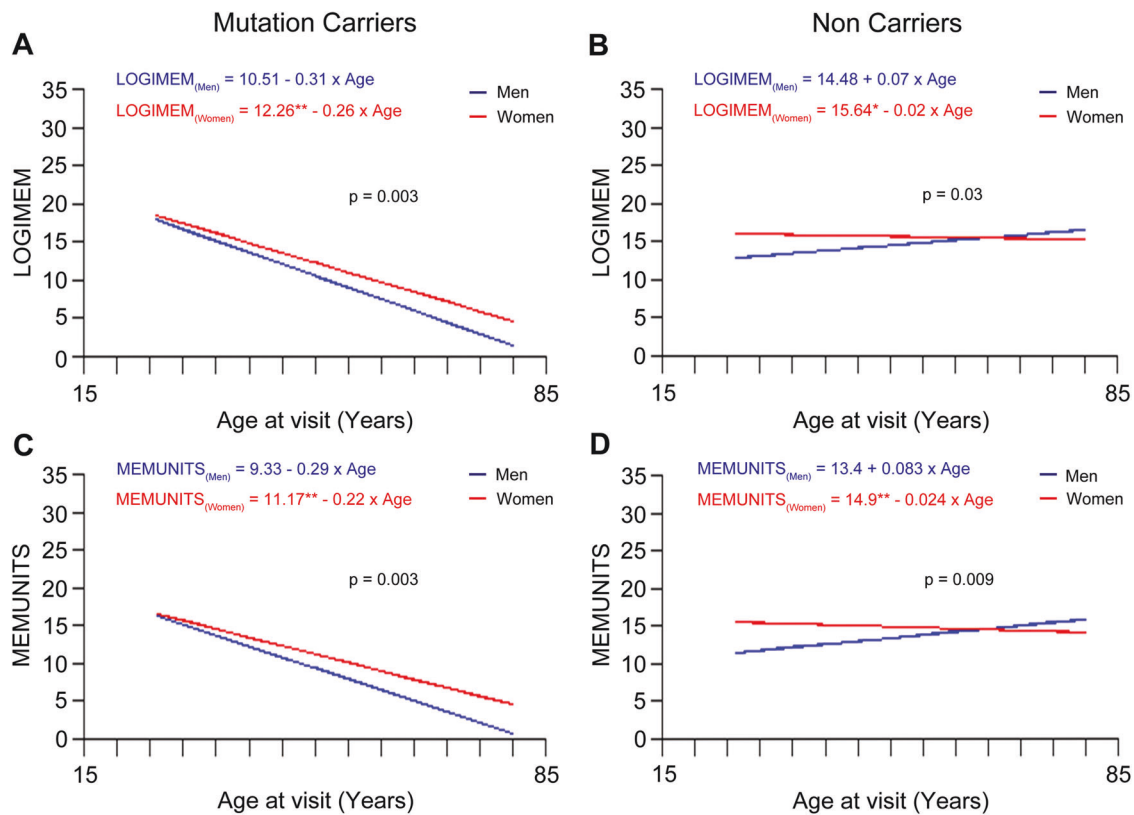 Mutation Carriers
Non Carriers
A
LOGIMEM(Men) = 10.51 - 0.31 x Age
LOGIMEM(Women) = 12.26** - 0.26 x Age
Men
Women
p = 0.003
LOGIMEM
35
30
25
20
15
10
5
0
15
85
Age at visit (Years)
B
LOGIMEM(Men) = 14.48 + 0.07 x Age
LOGIMEM(Women) = 15.64* - 0.02 x Age
Men
Women
p = 0.03
LOGIMEM
35
30
25
20
15
10
5
0
15
85
Age at visit (Years)
C
MEMUNITS(Men) = 9.33 - 0.29 x Age
MEMUNITS(Women) = 11.17** - 0.22 x Age
Men
Women
p = 0.003
MEMUNITS
35
30
25
20
15
10
5
0
15
85
Age at visit (Years)
D
MEMUNITS(Men) = 13.4 + 0.083 x Age
MEMUNITS(Women) = 14.9** - 0.024 x Age
Men
Women
p = 0.009
MEMUNITS
35
30
25
20
15
10
5
0
15
85
Age at visit (Years)